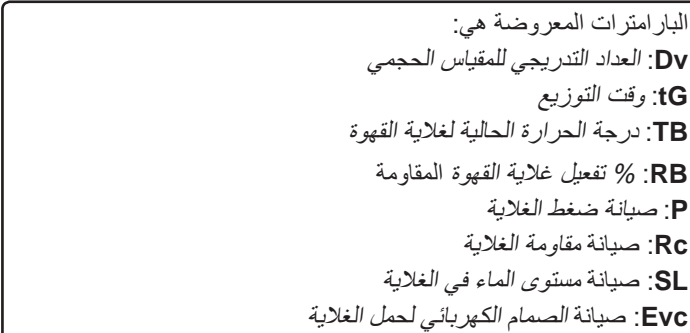 البارامترات المعروضة هي:
Dv: العداد التدريجي للمقياس الحجمي
tG: وقت التوزيع
TB: درجة الحرارة الحالية لغلاية القهوة
RB: % تفعيل غلاية القهوة المقاومة
P: صيانة ضغط الغلاية
Rc: صيانة مقاومة الغلاية
SL: صيانة مستوى الماء في الغلاية
Evc: صيانة الصمام الكهربائي لحمل الغلاية